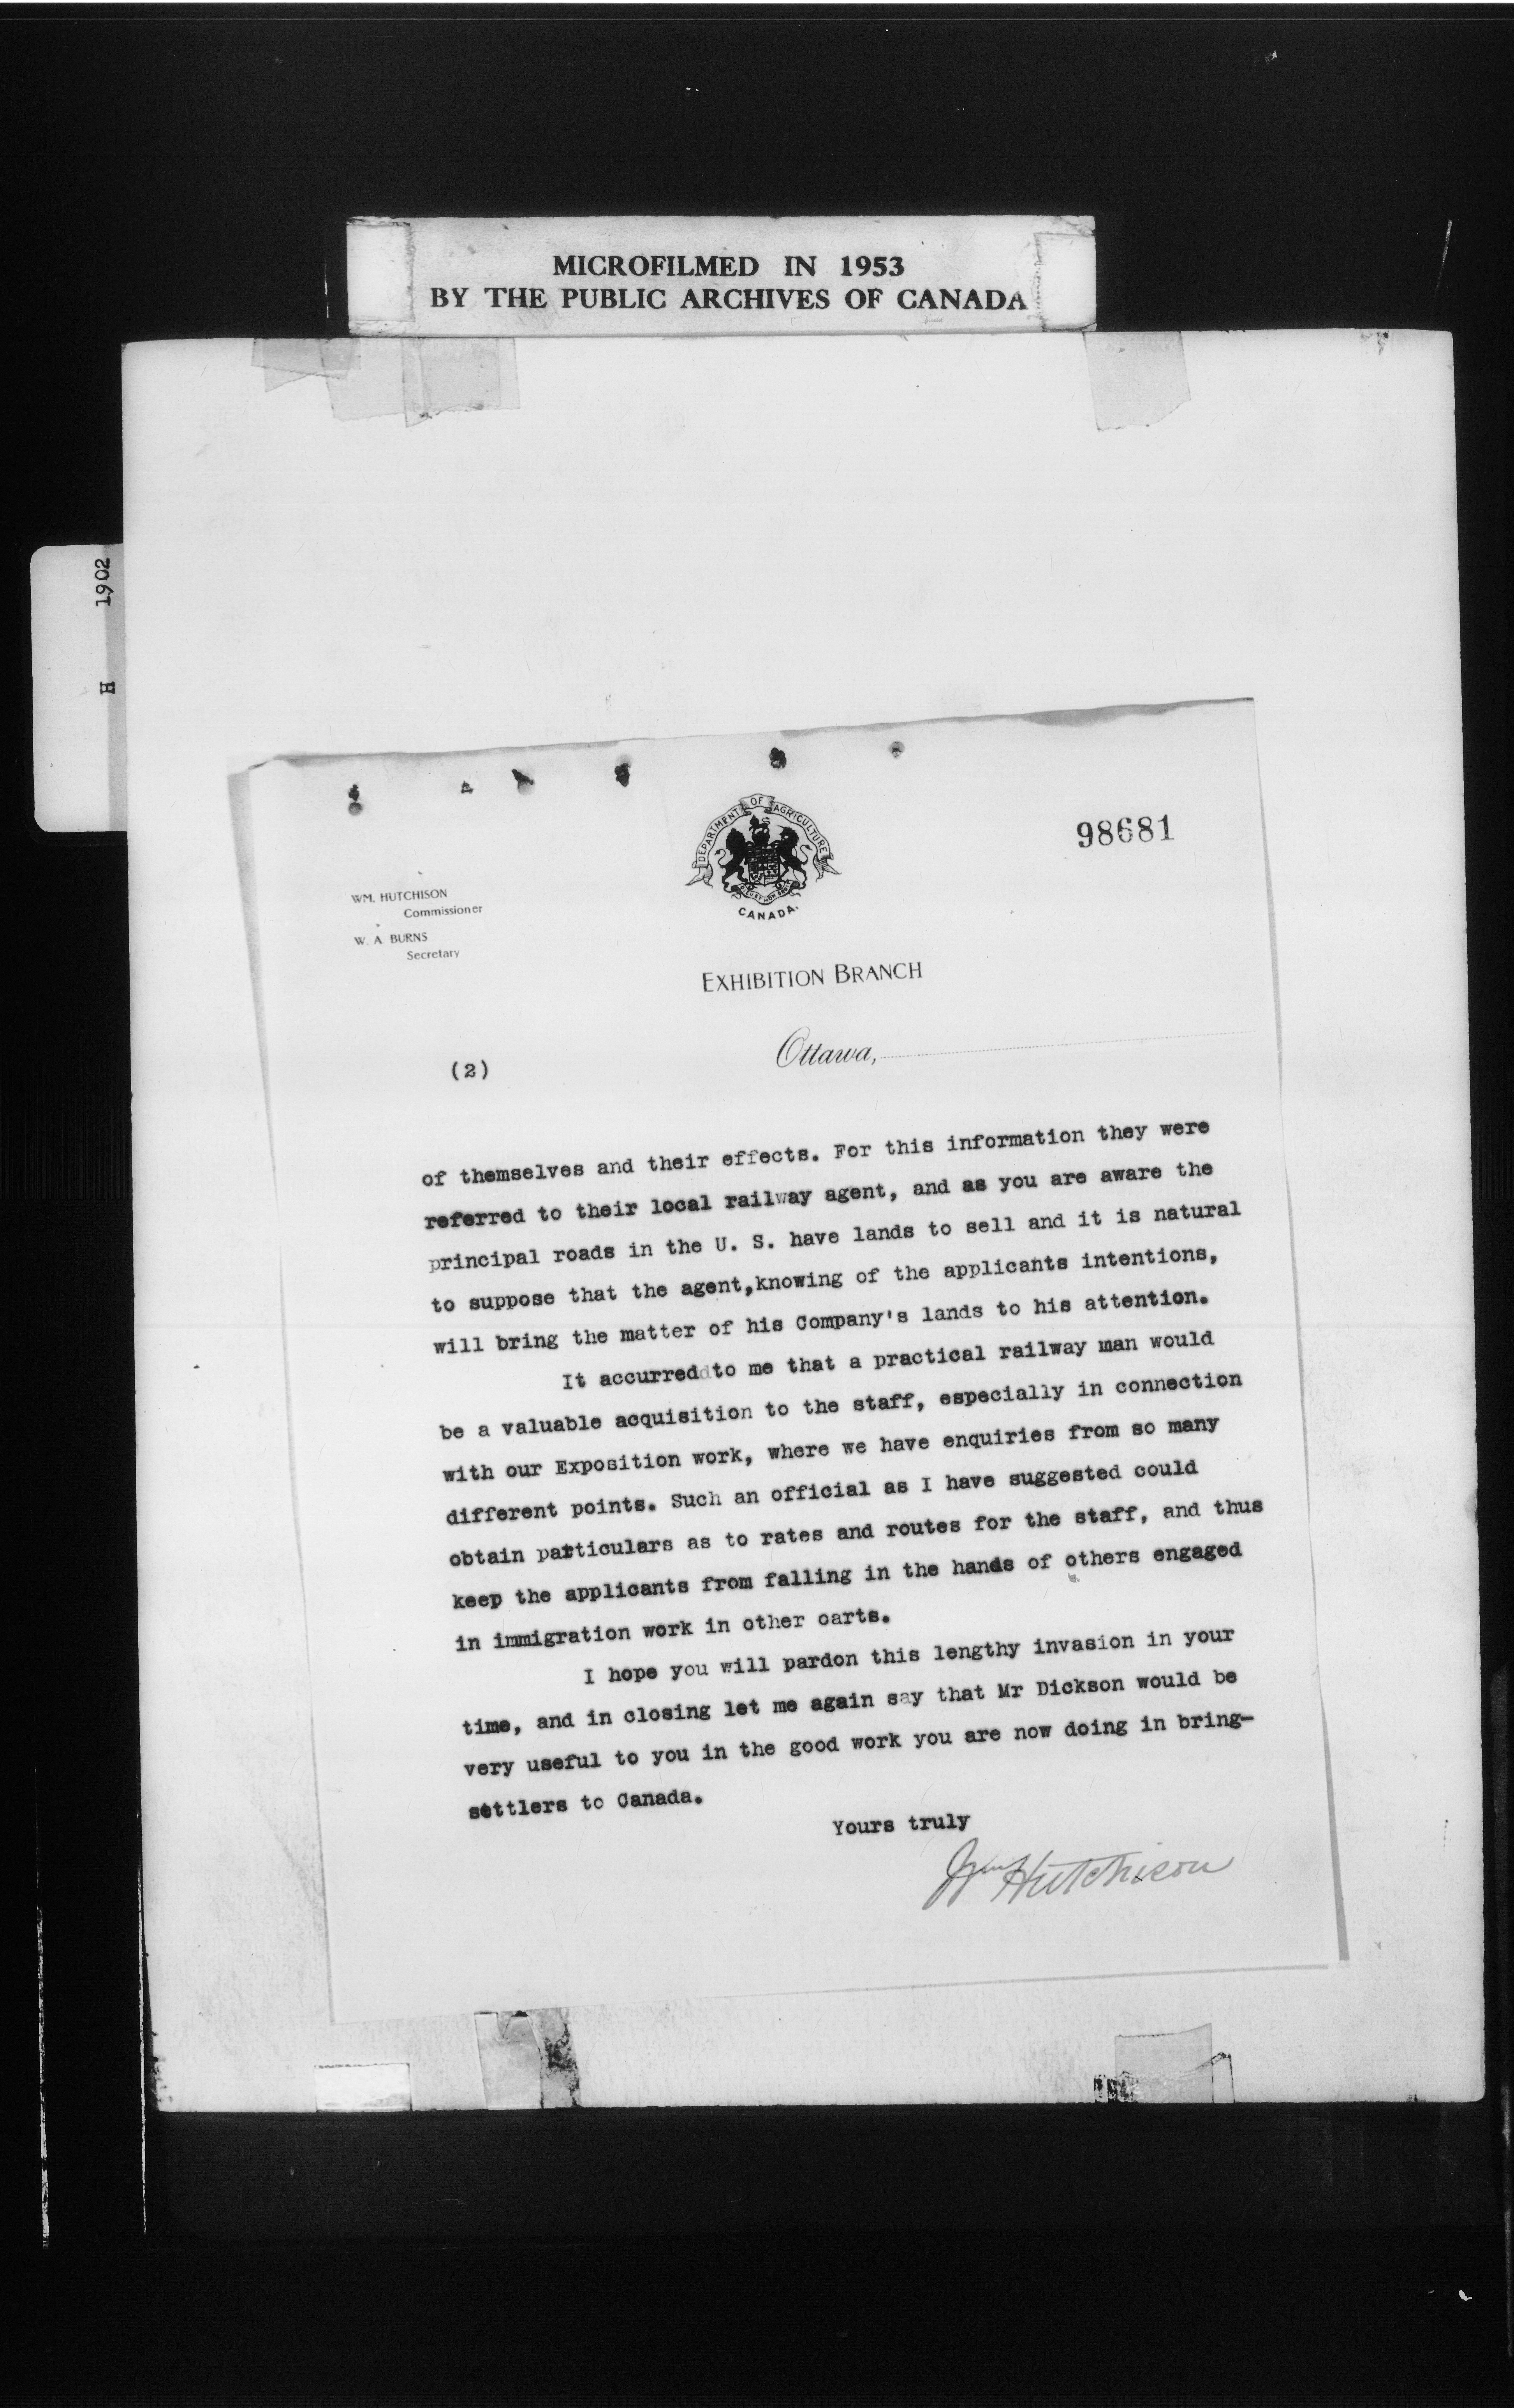 MICROFILMED IN 1953
BY THE PUBLIC ARCHIVES OF CANADA
H 1902
98681
DEPARTMENT OF AGRICULTURE
CANADA.
WM. HUTCHISON
Commissioner
W. A. BURNS
Secretary
EXHIBITION BRANCH
Ottawa,
(2)
of themselves and their effects. For this information they were
referred to their local railway agent, and as you are aware the
principal roads in the U. S. have lands to sell and it is natural
to suppose that the agent,knowing of the applicants intentions,
will bring the matter of his Company's lands to his attention.
It accurreddto me that a practical railway man would
be a valuable acquisition to the staff, especially in connection
with our Exposition work, where we have enquiries from so many
different points. Such an official as I have suggested could
obtain particulars as to rates and routes for the staff, and thus
keep the applicants from falling in the hands of others engaged
in immigration work in other oarts.
I hope you will pardon this lengthy invasion in your
time, and in closing let me again say that Mr Dickson would be
very useful to you in the good work you are now doing in bring-
settlers to Canada.
Yours truly
Wm Hutchison